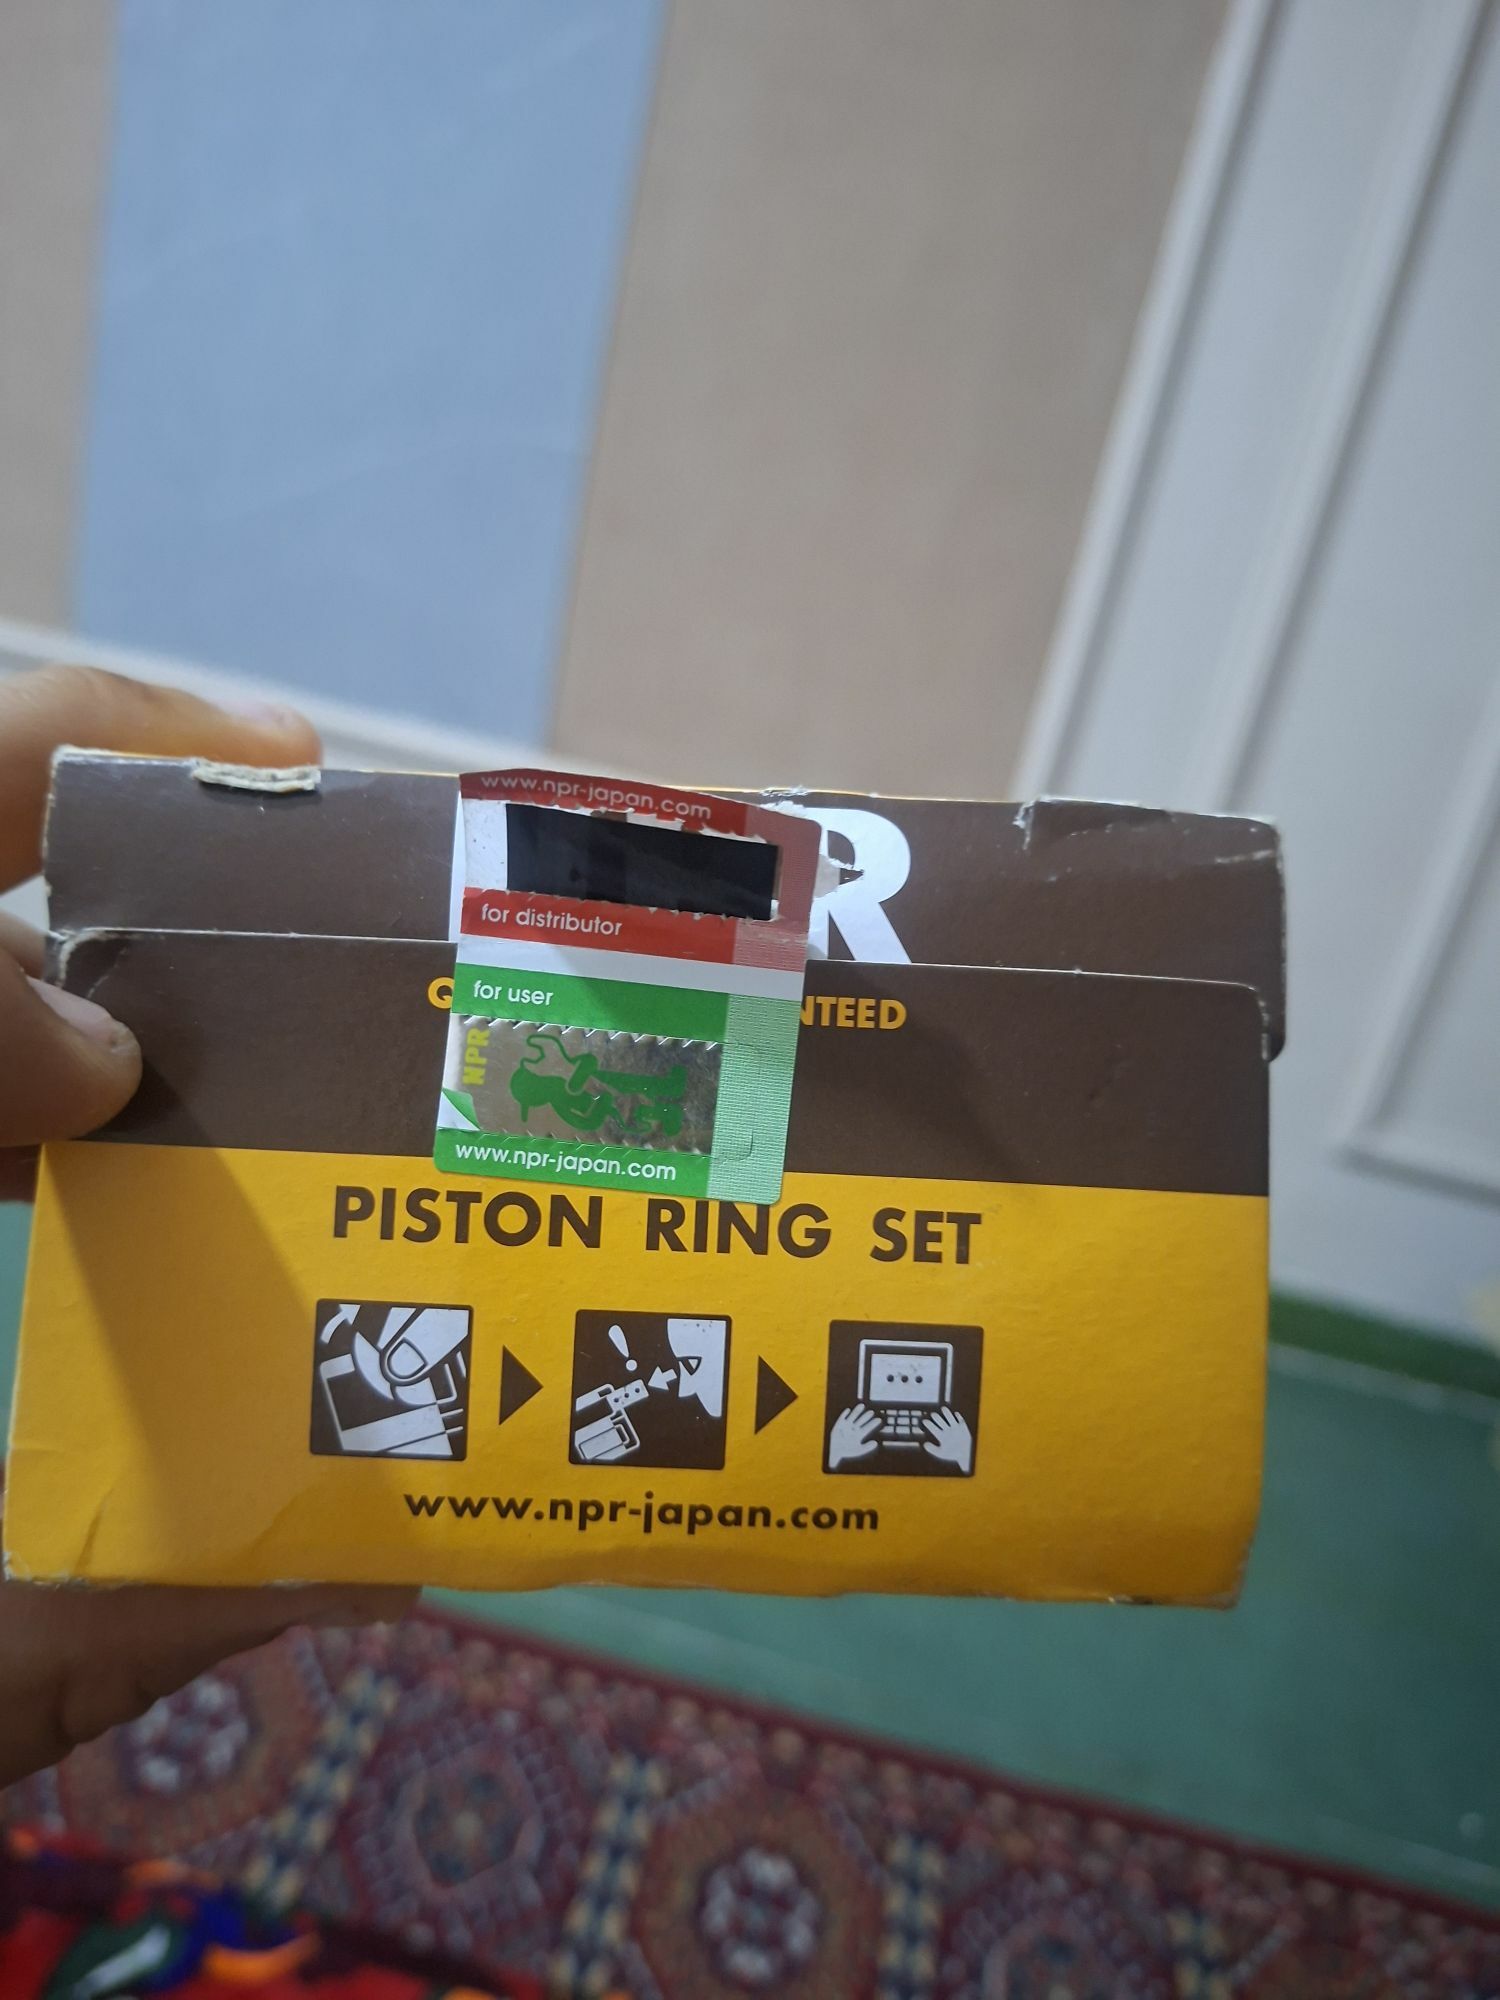 www.npr-japan.com
R
for distributor
for user
NPR
www.npr-japan.com
PISTON RING SET
www.npr-japan.com